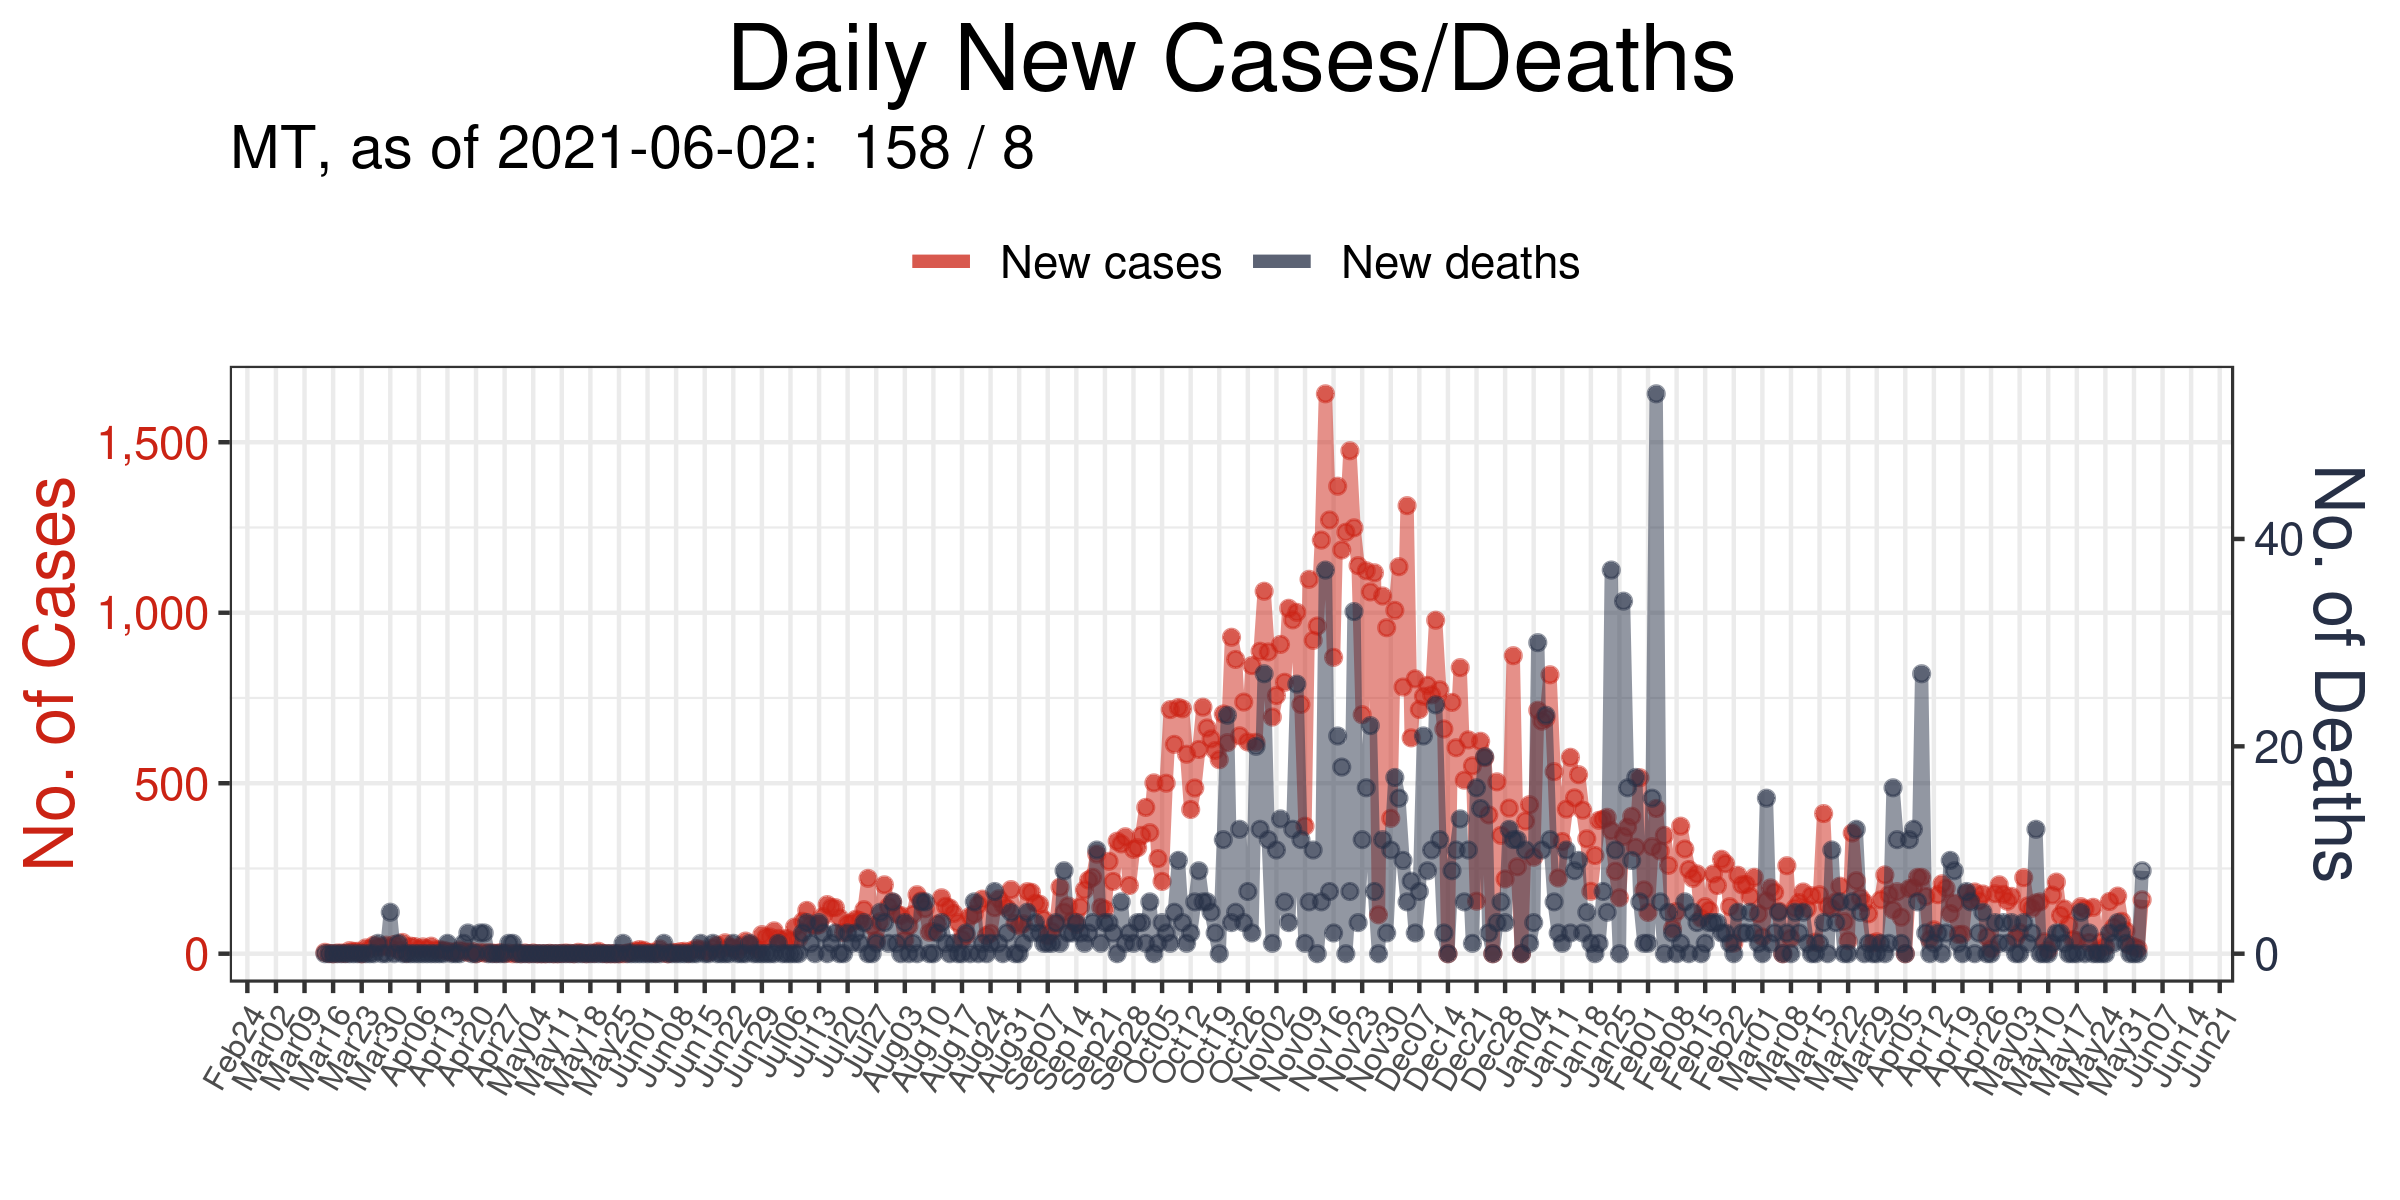 Daily New Cases/Deaths
MT, as of 2021-06-02:  158 / 8
New cases
New deaths
No. of Cases
1,500
1,000
500
0
40
20
0
No. of Deaths
Feb24
Mar02
Mar09
Mar16
Mar23
Mar30
Apr06
Apr13
Apr20
Apr27
May04
May11
May18
May25
Jun01
Jun08
Jun15
Jun22
Jun29
Jul06
Jul13
Jul20
Jul27
Aug03
Aug10
Aug17
Aug24
Aug31
Sep07
Sep14
Sep21
Sep28
Oct05
Oct12
Oct19
Oct26
Nov02
Nov09
Nov16
Nov23
Nov30
Dec07
Dec14
Dec21
Dec28
Jan04
Jan11
Jan18
Jan25
Feb01
Feb08
Feb15
Feb22
Mar01
Mar08
Mar15
Mar22
Mar29
Apr05
Apr12
Apr19
Apr26
May03
May10
May17
May24
May31
Jun07
Jun14
Jun21